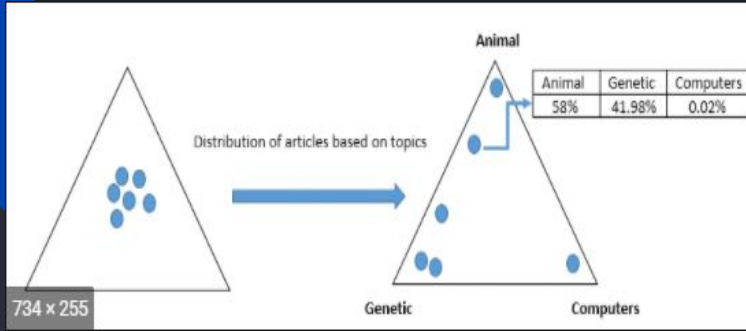 Animal
Animal Genetic Computers
58% 41.98% 0.02%
Distribution of articles based on topics
Genetic Computers
734 × 255